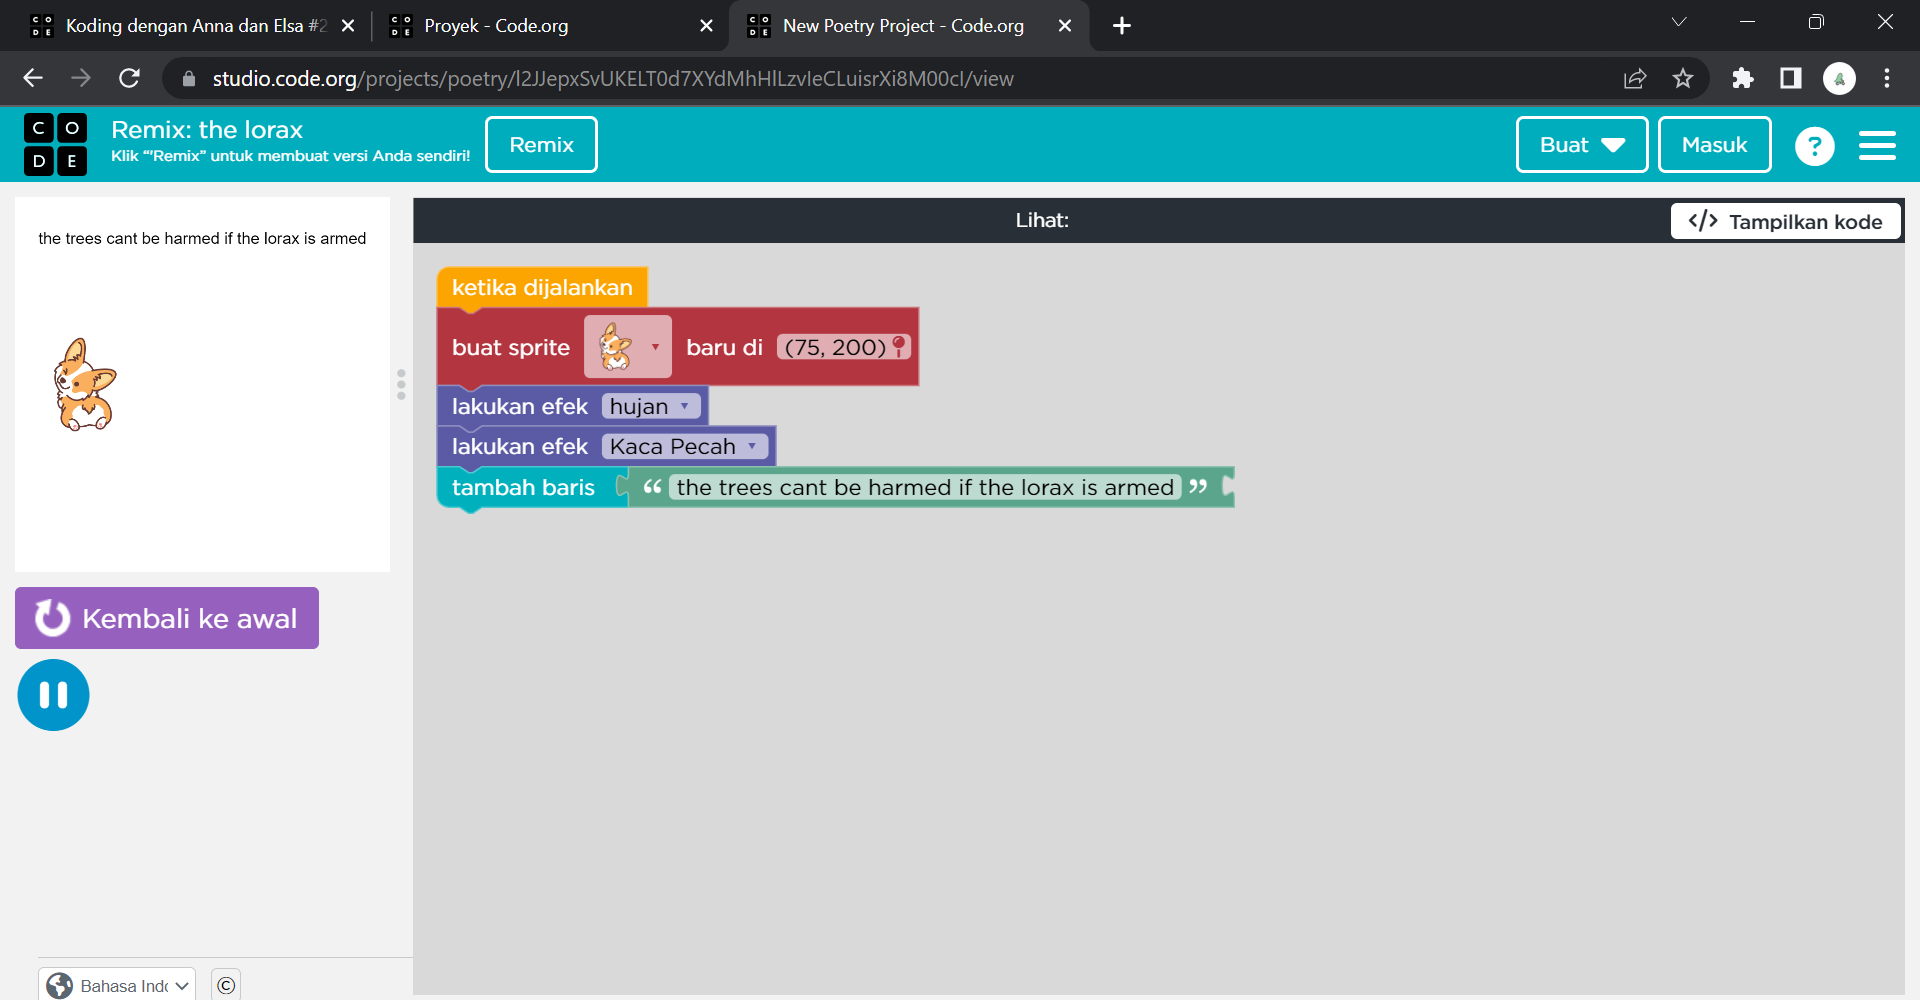 Koding dengan Anna dan Elsa #2
Proyek - Code.org
New Poetry Project - Code.org
studio.code.org/projects/poetry/l2JJepxSvUKELT0d7XYdMhHlLzvIeCLuisrXi8M00cI/view
C O
D E
Remix: the lorax
Klik “'Remix” untuk membuat versi Anda sendiri!
Remix
Buat
Masuk
?
the trees cant be harmed if the lorax is armed
Lihat:
</> Tampilkan kode
ketika dijalankan
buat sprite baru di (75, 200)
lakukan efek hujan
lakukan efek Kaca Pecah
tambah baris “ the trees cant be harmed if the lorax is armed ”
Kembali ke awal
Bahasa Indo
©